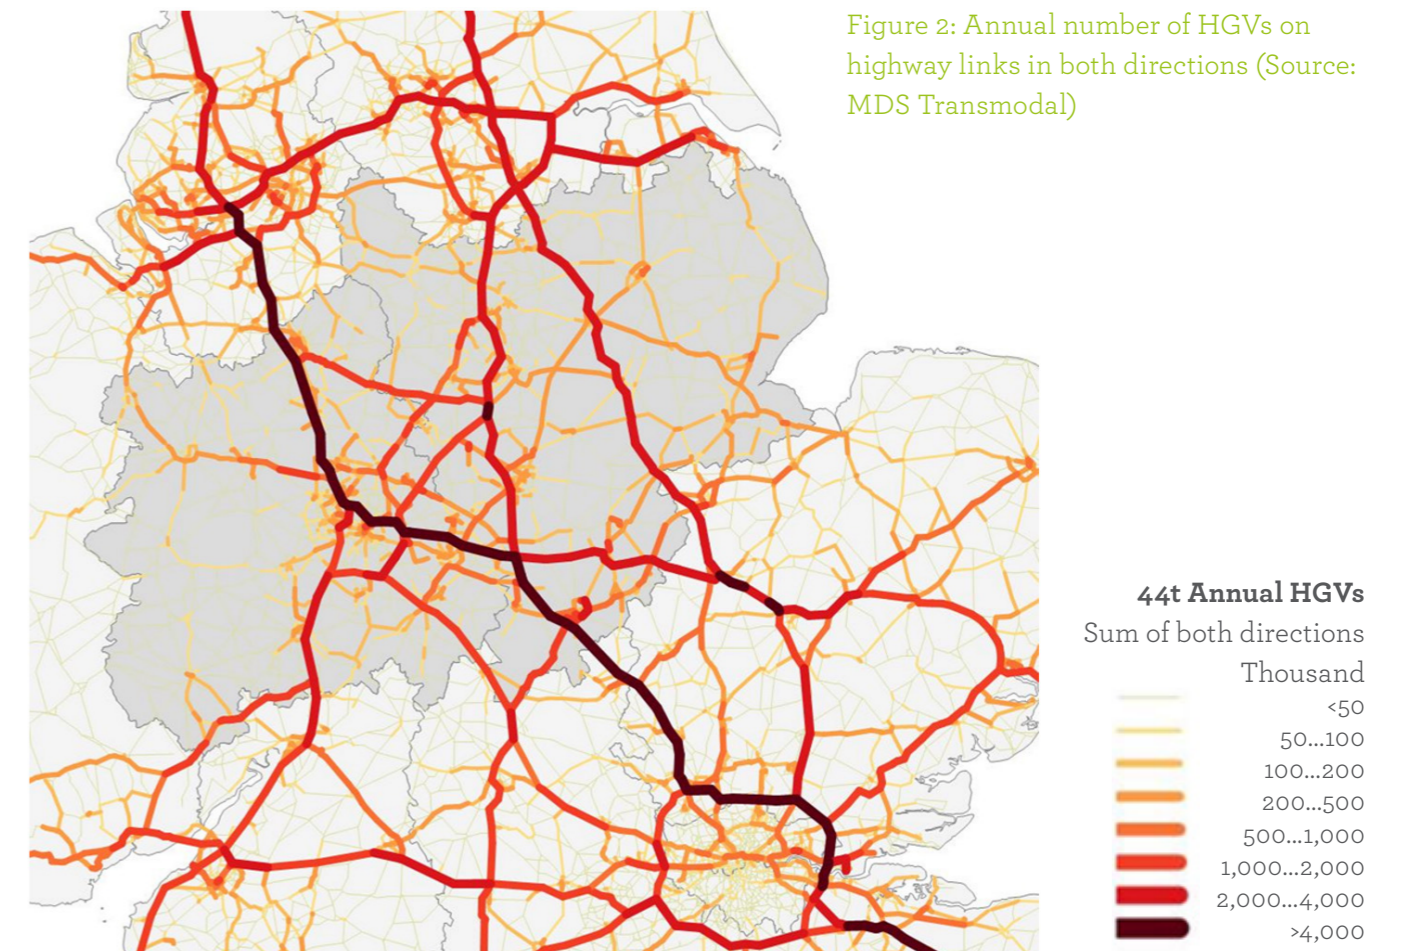 Figure 2: Annual number of HGVs on
highway links in both directions (Source:
MDS Transmodal)
44t Annual HGVs
Sum of both directions
Thousand
<50
50...100
100...200
200...500
500...1,000
1,000...2,000
2,000...4,000
>4,000